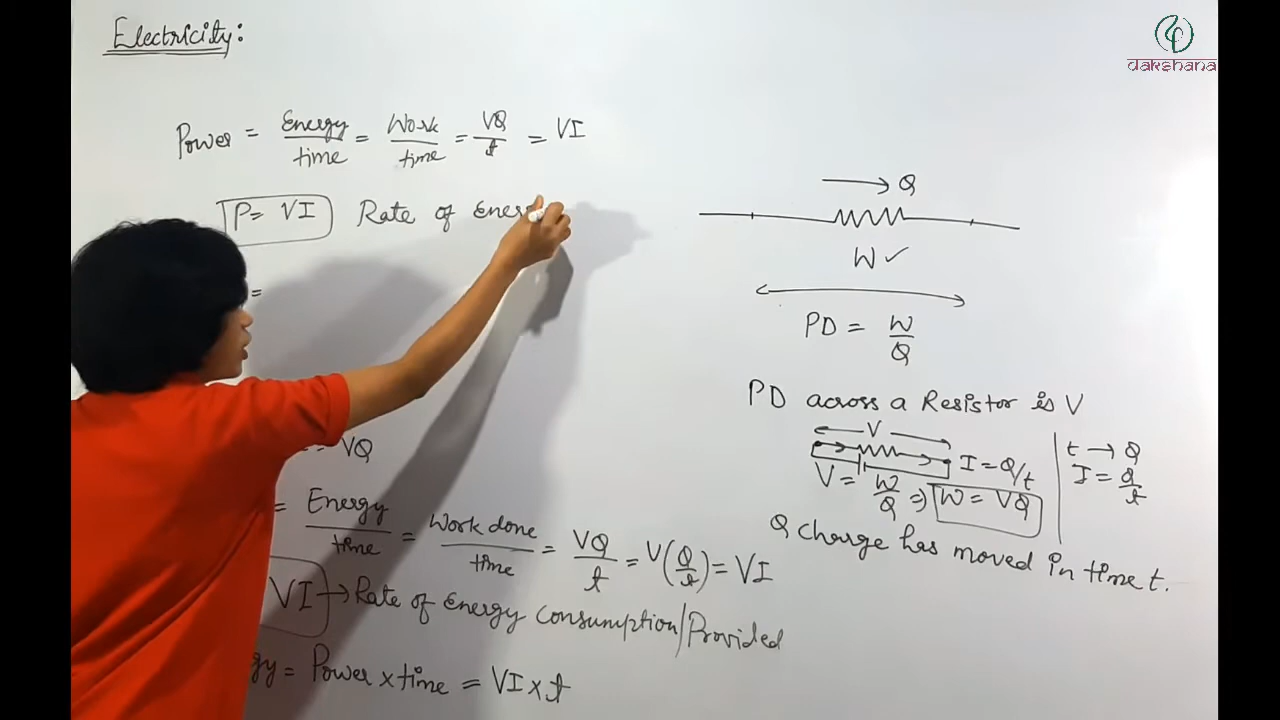 Electricity:
dakshana
Power = Energy/time = Work/time = VQ/t = VI
P = VI Rate of Ener
=
→ Q
W ✓
PD = W/Q
PD across a Resistor is V
V
I = Q/t
V = W/Q ⇒ W = VQ
t → Q
I = Q/t
Q charge has moved in time t.
= VQ
= Energy/time = Work done/time = VQ/t = V(Q/t) = VI
VI → Rate of Energy Consumption/Provided
gy = Power × time = VI × t